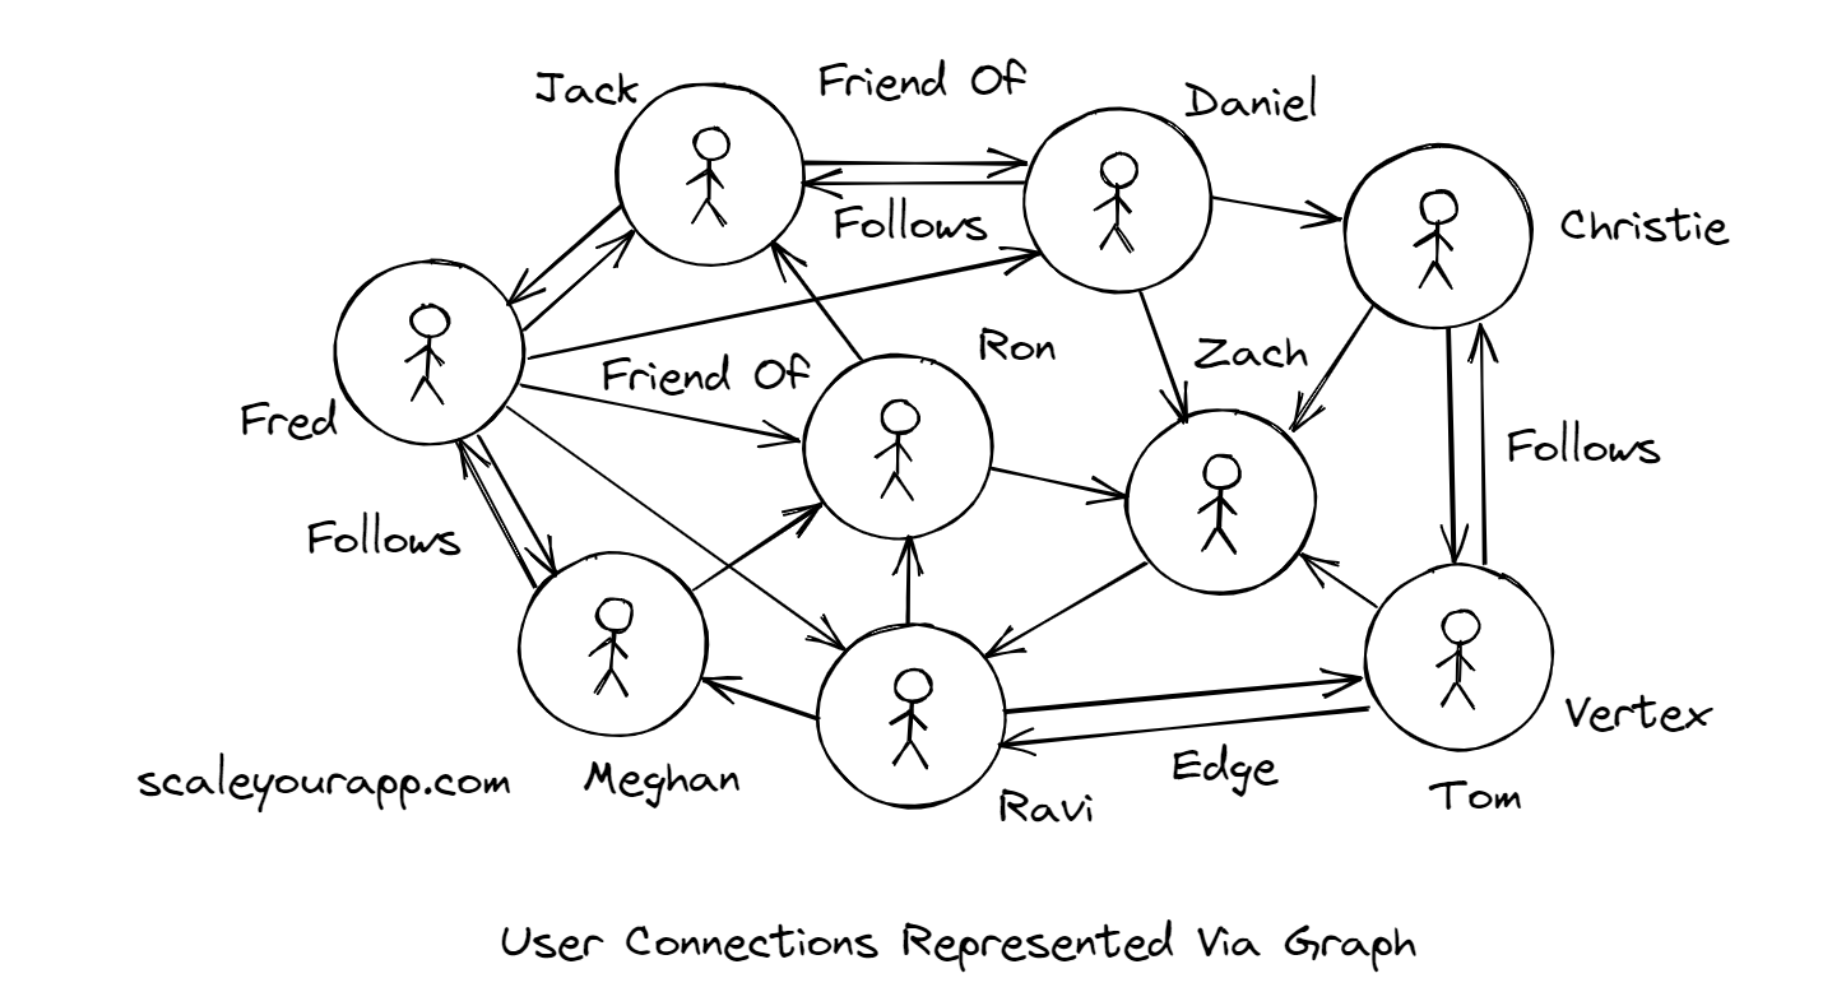 Jack
Friend Of
Daniel
Follows
Christie
Ron
Zach
Friend Of
Fred
Follows
Follows
Vertex
scaleyourapp.com
Meghan
Ravi
Edge
Tom
User Connections Represented Via Graph